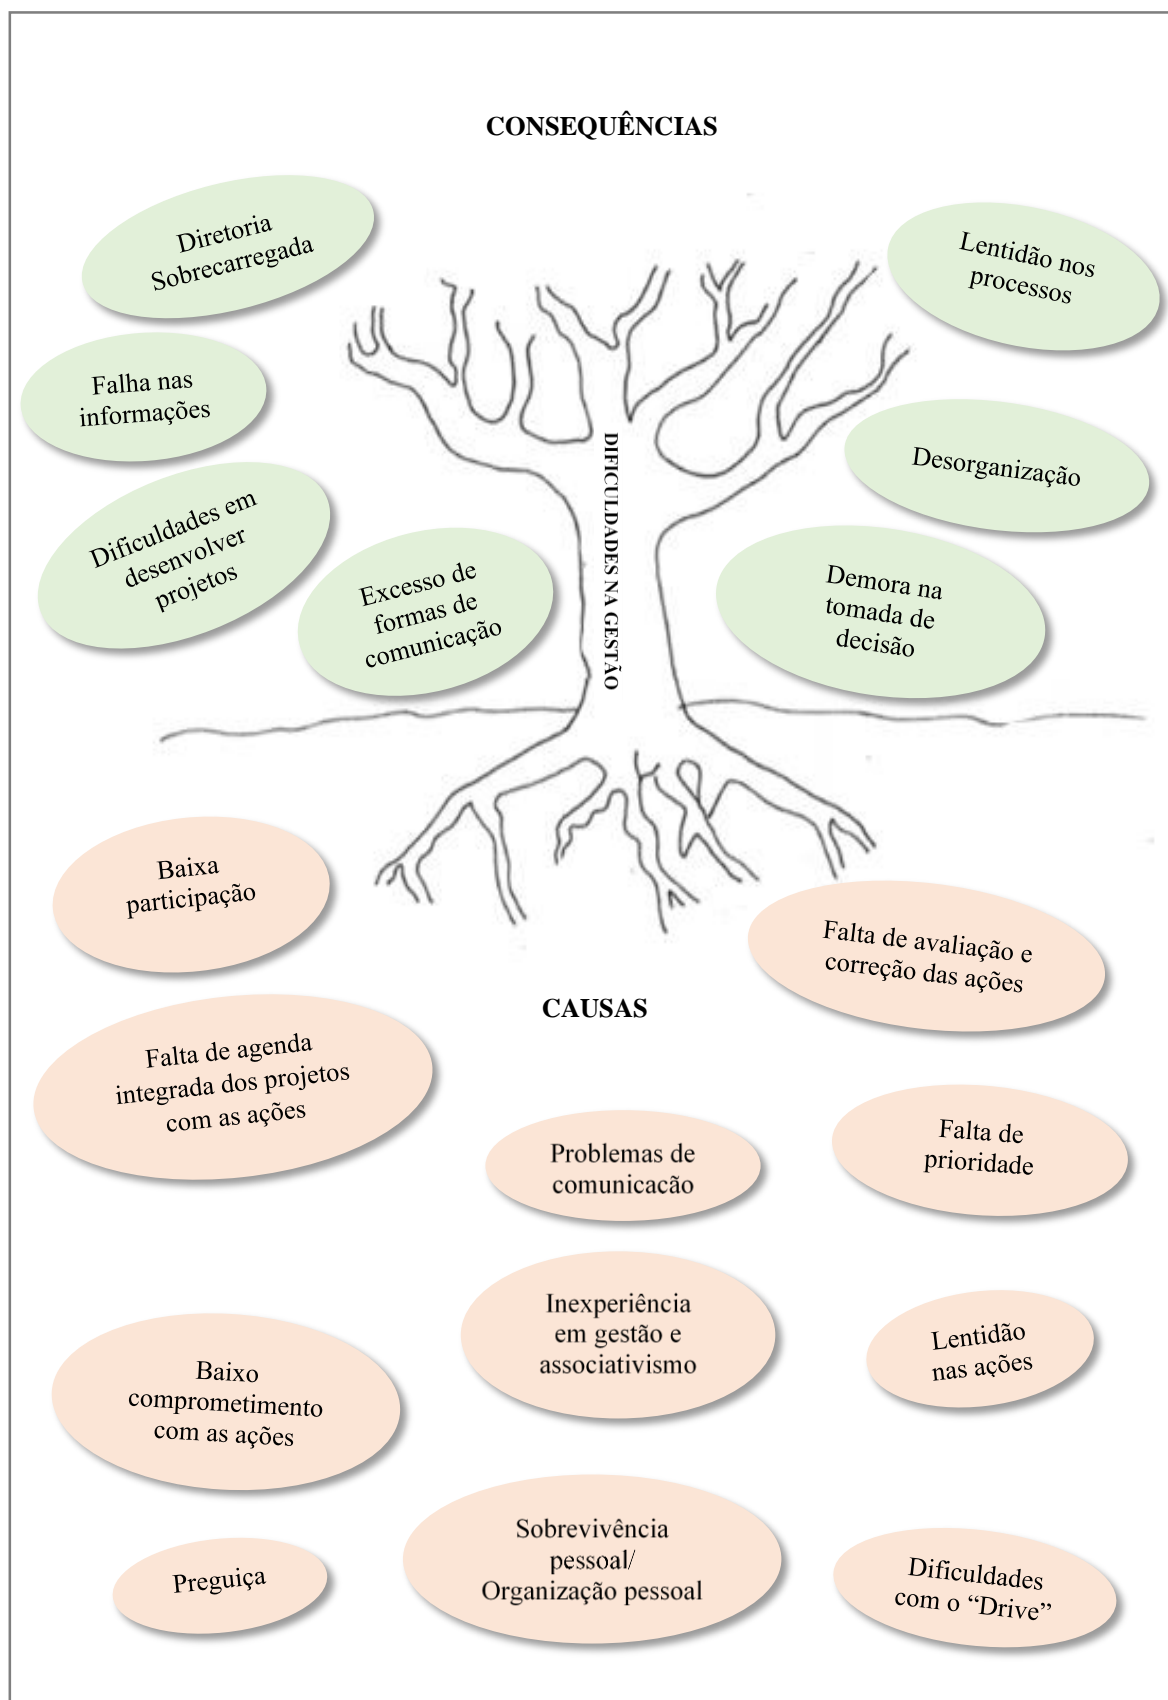 CONSEQUÊNCIAS
Diretoria
Sobrecarregada
Lentidão nos
processos
Falha nas
informações
Desorganização
Dificuldades em
desenvolver
projetos
Excesso de
formas de
comunicação
DIFICULDADES NA GESTÃO
Demora na
tomada de
decisão
Baixa
participação
Falta de avaliação e
correção das ações
CAUSAS
Falta de agenda
integrada dos projetos
com as ações
Problemas de
comunicacão
Falta de
prioridade
Inexperiência
em gestão e
associativismo
Lentidão
nas ações
Baixo
comprometimento
com as ações
Sobrevivência
pessoal/
Organização pessoal
Preguiça
Dificuldades
com o “Drive”